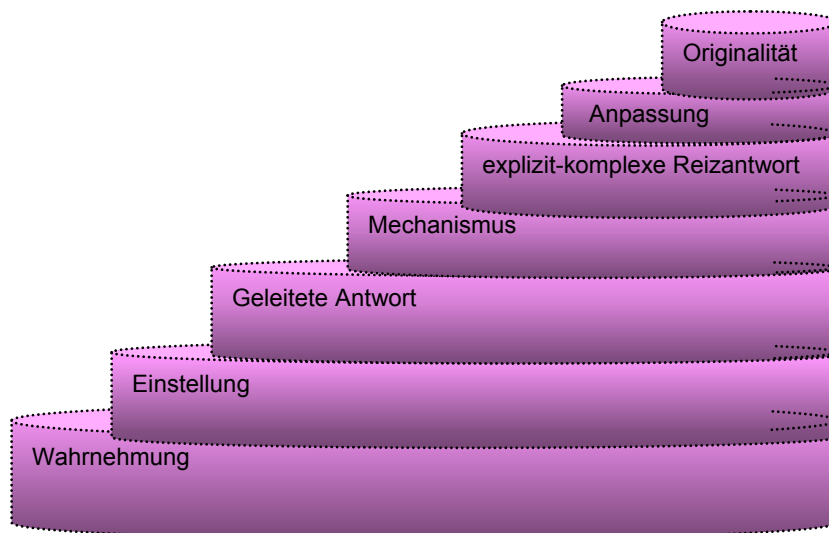 Originalität
Anpassung
explizit-komplexe Reizantwort
Mechanismus
Geleitete Antwort
Einstellung
Wahrnehmung